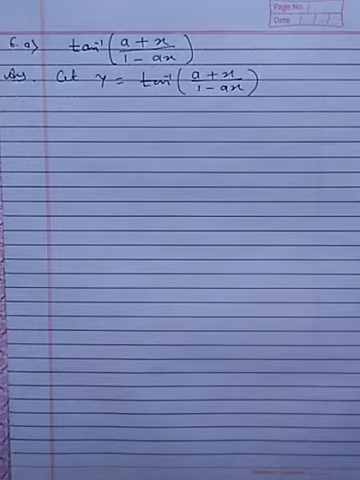 Page No.
Date / / /
6. a) tan⁻¹(a + x / 1 - ax)
Ans. Let y = tan⁻¹(a + x / 1 - ax)